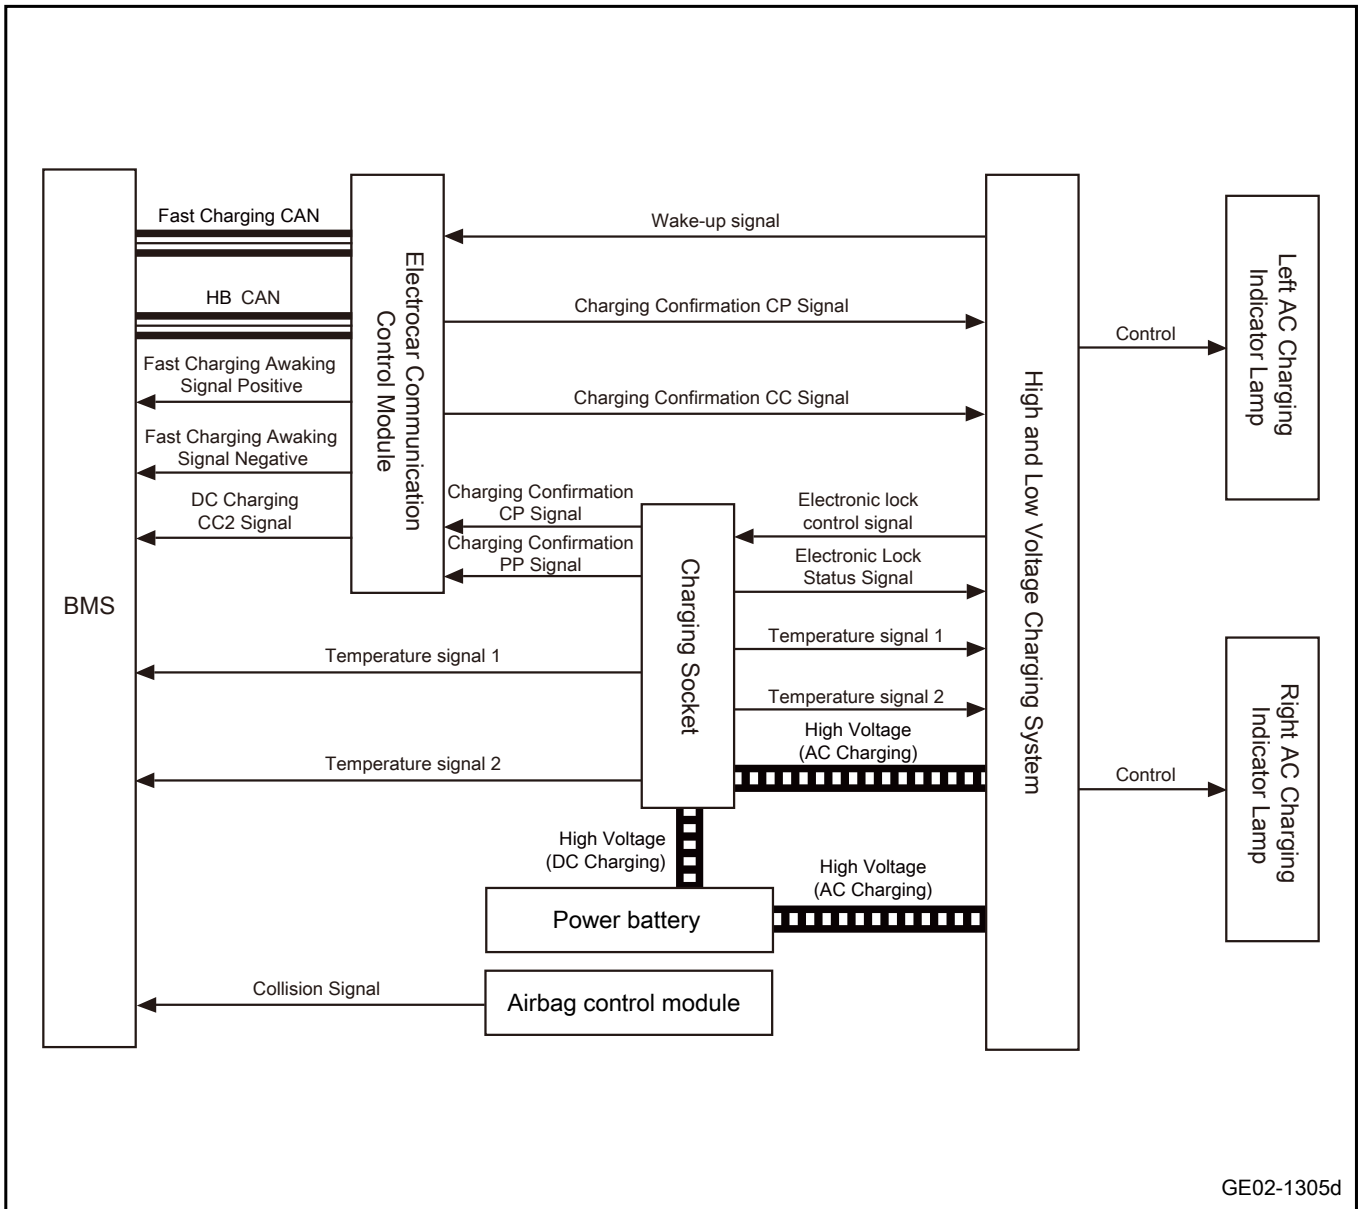 Fast Charging CAN
HB CAN
Fast Charging Awaking
Signal Positive
Fast Charging Awaking
Signal Negative
DC Charging
CC2 Signal
BMS
Electrocar Communication
Control Module
Wake-up signal
Charging Confirmation CP Signal
Charging Confirmation CC Signal
Charging Confirmation
CP Signal
Charging Confirmation
PP Signal
Electronic lock
control signal
Electronic Lock
Status Signal
Charging Socket
Temperature signal 1
Temperature signal 2
Temperature signal 1
Temperature signal 2
High Voltage
(AC Charging)
High Voltage
(DC Charging)
High Voltage
(AC Charging)
Power battery
Collision Signal
Airbag control module
High and Low Voltage Charging System
Control
Left AC Charging
Indicator Lamp
Control
Right AC Charging
Indicator Lamp
GE02-1305d